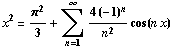 x² = π²/3 + ∑_{n=1}^{∞} 4 (-1)ⁿ/n² cos(n x)